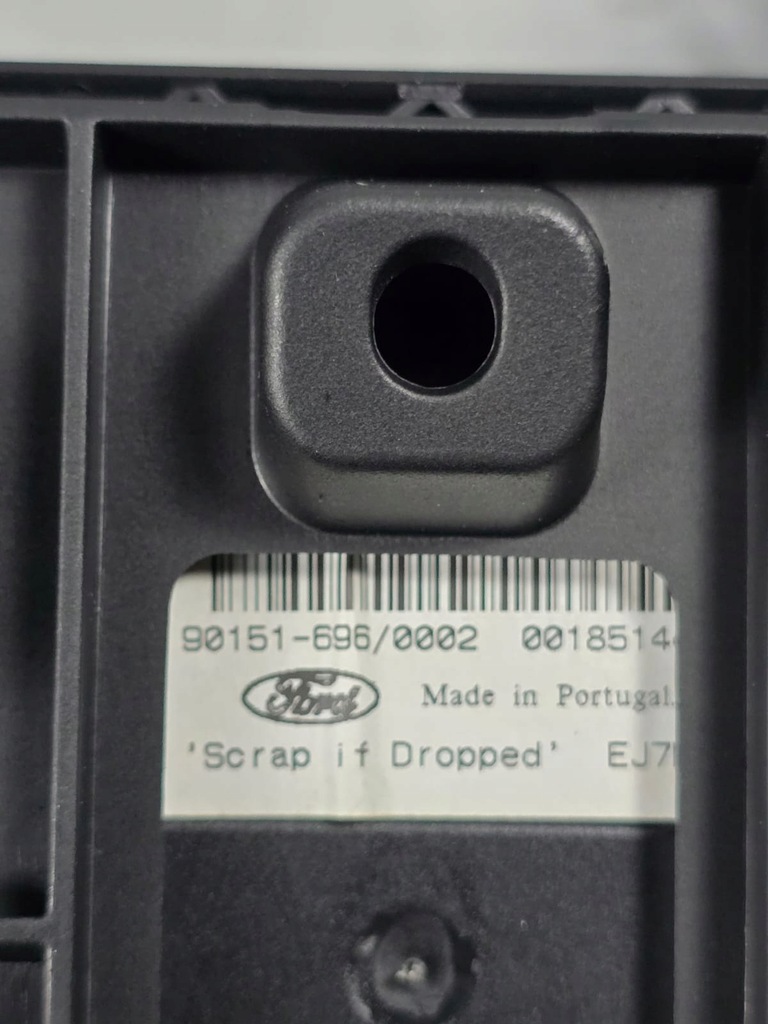 90151-696/0002 0018514
Ford Made in Portugal.
'Scrap if Dropped' EJ7